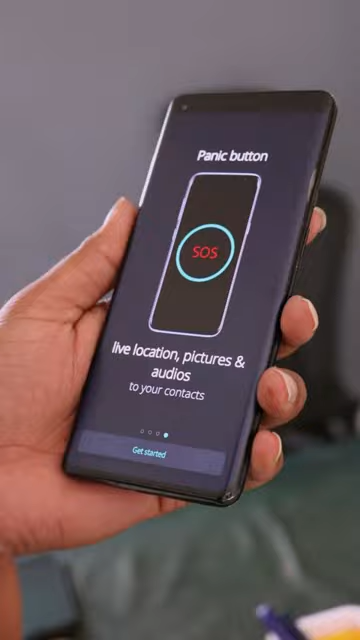 Panic button
SOS
live location, pictures &
audios
to your contacts
Get started